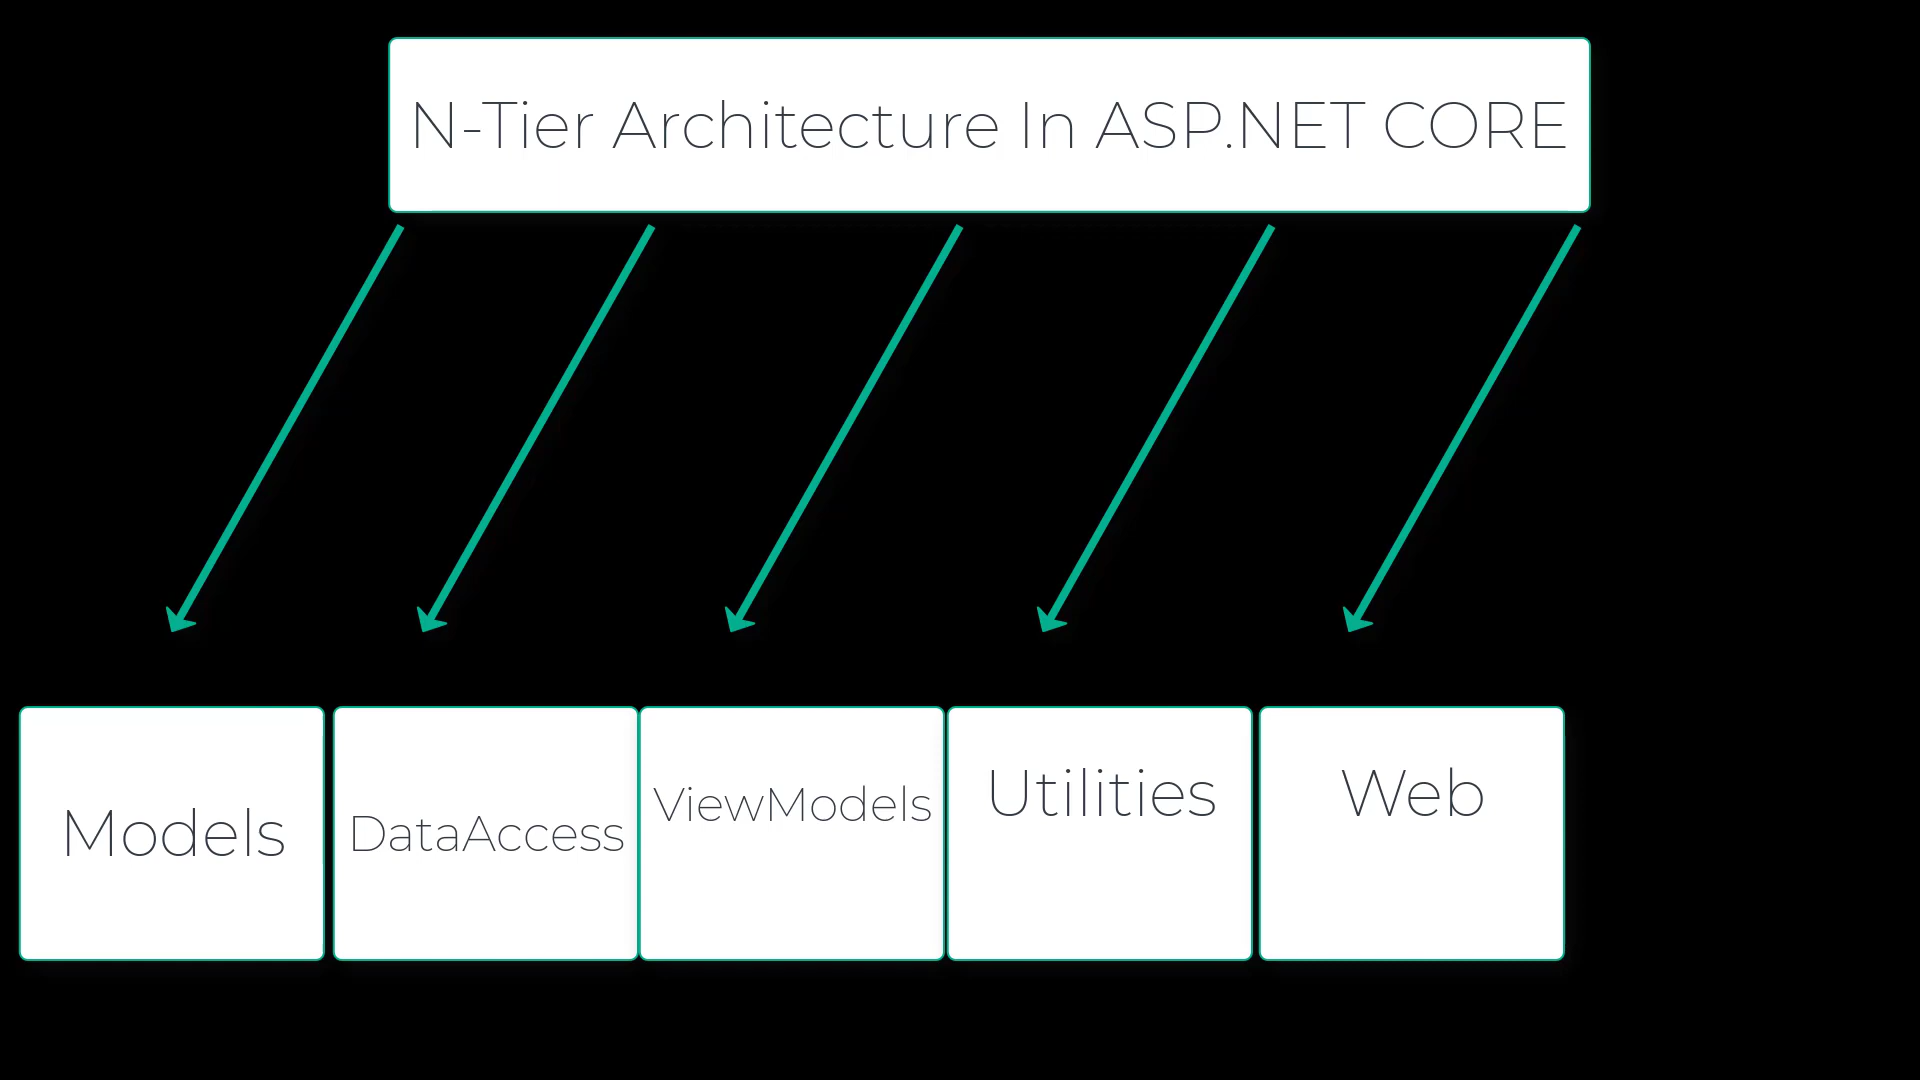 N-Tier Architecture In ASP.NET CORE
Models
DataAccess
ViewModels
Utilities
Web